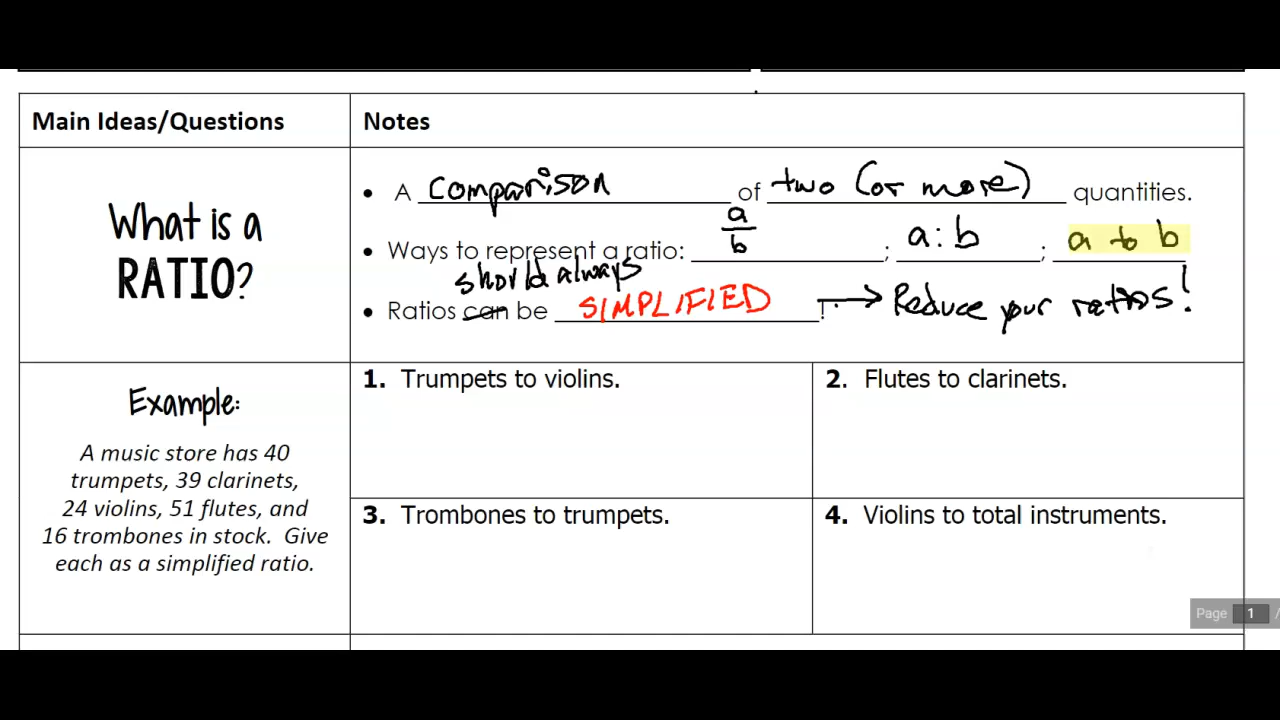 Main Ideas/Questions
Notes
What is a
RATIO?
• A comparison of two (or more) quantities.
• Ways to represent a ratio: a/b ; a:b ; a to b
should always
• Ratios can be SIMPLIFIED ! → Reduce your ratios!
Example:
A music store has 40
trumpets, 39 clarinets,
24 violins, 51 flutes, and
16 trombones in stock. Give
each as a simplified ratio.
1. Trumpets to violins.
2. Flutes to clarinets.
3. Trombones to trumpets.
4. Violins to total instruments.
Page 1 /